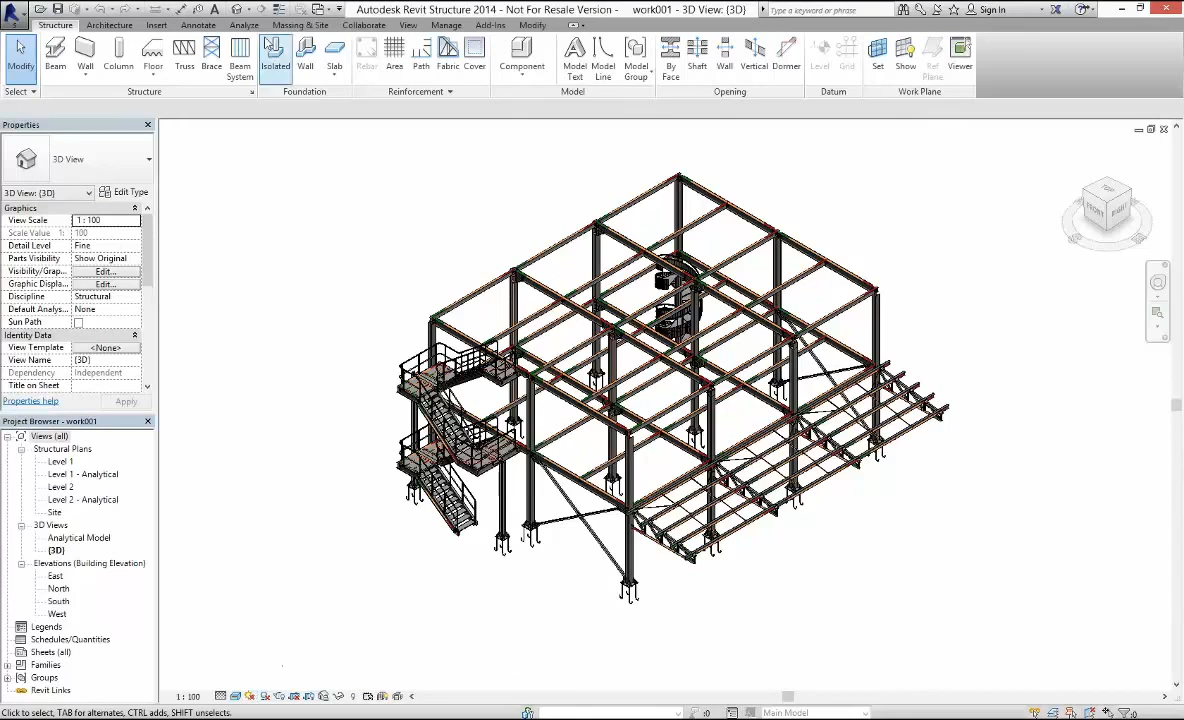 Autodesk Revit Structure 2014 - Not For Resale Version - work001 - 3D View: {3D}
Type a keyword or phrase
Sign In
Structure Architecture Insert Annotate Analyze Massing & Site Collaborate View Manage Add-Ins Modify
Modify Beam Wall Column Floor Truss Brace Beam System Isolated Wall Slab Rebar Area Path Fabric Cover Component Model Text Model Line Model Group By Face Shaft Wall Vertical Dormer Level Grid Set Show Ref Plane Viewer
Select Structure Foundation Reinforcement Model Opening Datum Work Plane
Properties
3D View
3D View: {3D} Edit Type
Graphics
View Scale 1 : 100
Scale Value 1: 100
Detail Level Fine
Parts Visibility Show Original
Visibility/Grap... Edit...
Graphic Displa... Edit...
Discipline Structural
Default Analys... None
Sun Path
Identity Data
View Template <None>
View Name {3D}
Dependency Independent
Title on Sheet
Properties help Apply
Project Browser - work001
Views (all)
Structural Plans
Level 1
Level 1 - Analytical
Level 2
Level 2 - Analytical
Site
3D Views
Analytical Model
{3D}
Elevations (Building Elevation)
East
North
South
West
Legends
Schedules/Quantities
Sheets (all)
Families
Groups
Revit Links
TOP
FRONT RIGHT
1 : 100
Click to select, TAB for alternates, CTRL adds, SHIFT unselects.
:0 Main Model :0